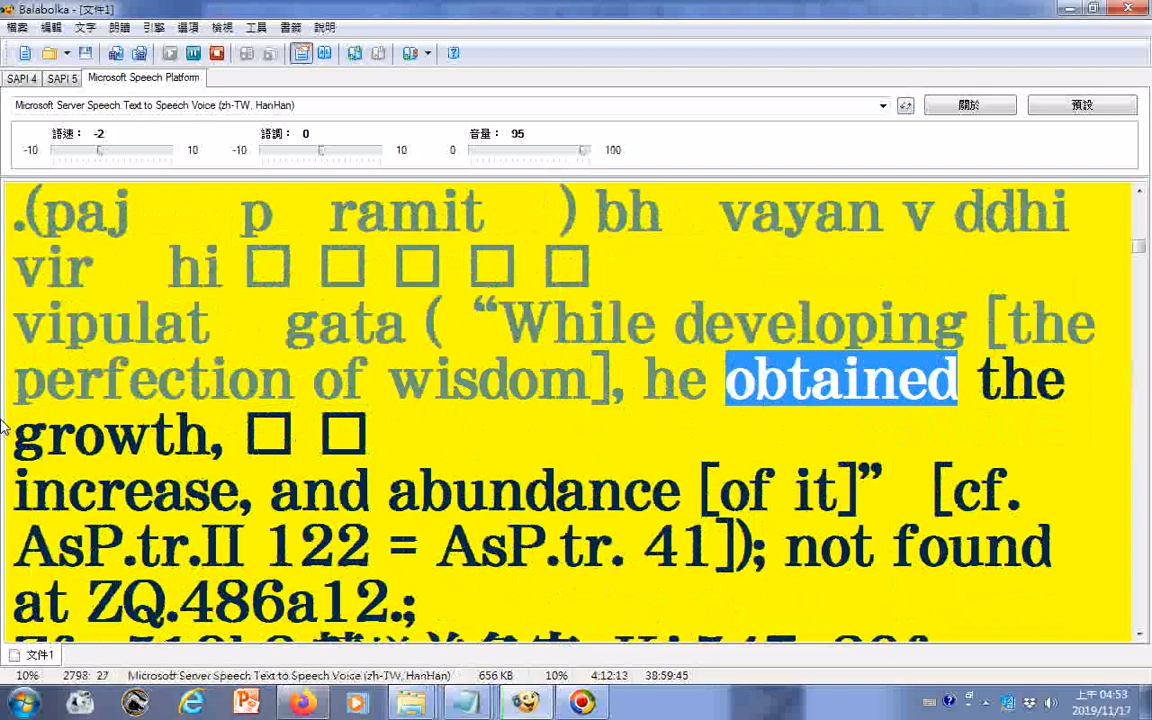 Balabolka - [文件1]
檔案 編輯 文字 朗讀 引擎 選項 檢視 工具 書籤 說明
SAPI 4 SAPI 5 Microsoft Speech Platform
Microsoft Server Speech Text to Speech Voice (zh-TW, HanHan) 關於 預設
語速： -2 語調： 0 音量： 95
-10 10 -10 10 0 100
.(paj p ramit ) bh vayan v ddhi
vir hi □ □ □ □ □
vipulat gata ( “While developing [the
perfection of wisdom], he obtained the
growth, □ □
increase, and abundance [of it]” [cf.
AsP.tr.II 122 = AsP.tr. 41]); not found
at ZQ.486a12.;
文件1
10% 2798: 27 Microsoft Server Speech Text to Speech Voice (zh-TW, HanHan) 656 KB 10% 4:12:13 38:59:45
上午 04:53
2019/11/17